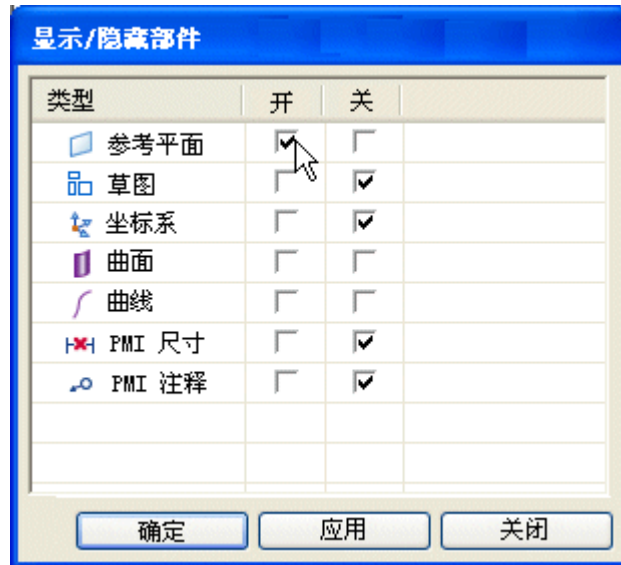 显示/隐藏部件
类型 开 关
参考平面
草图
坐标系
曲面
曲线
PMI 尺寸
PMI 注释
确定 应用 关闭